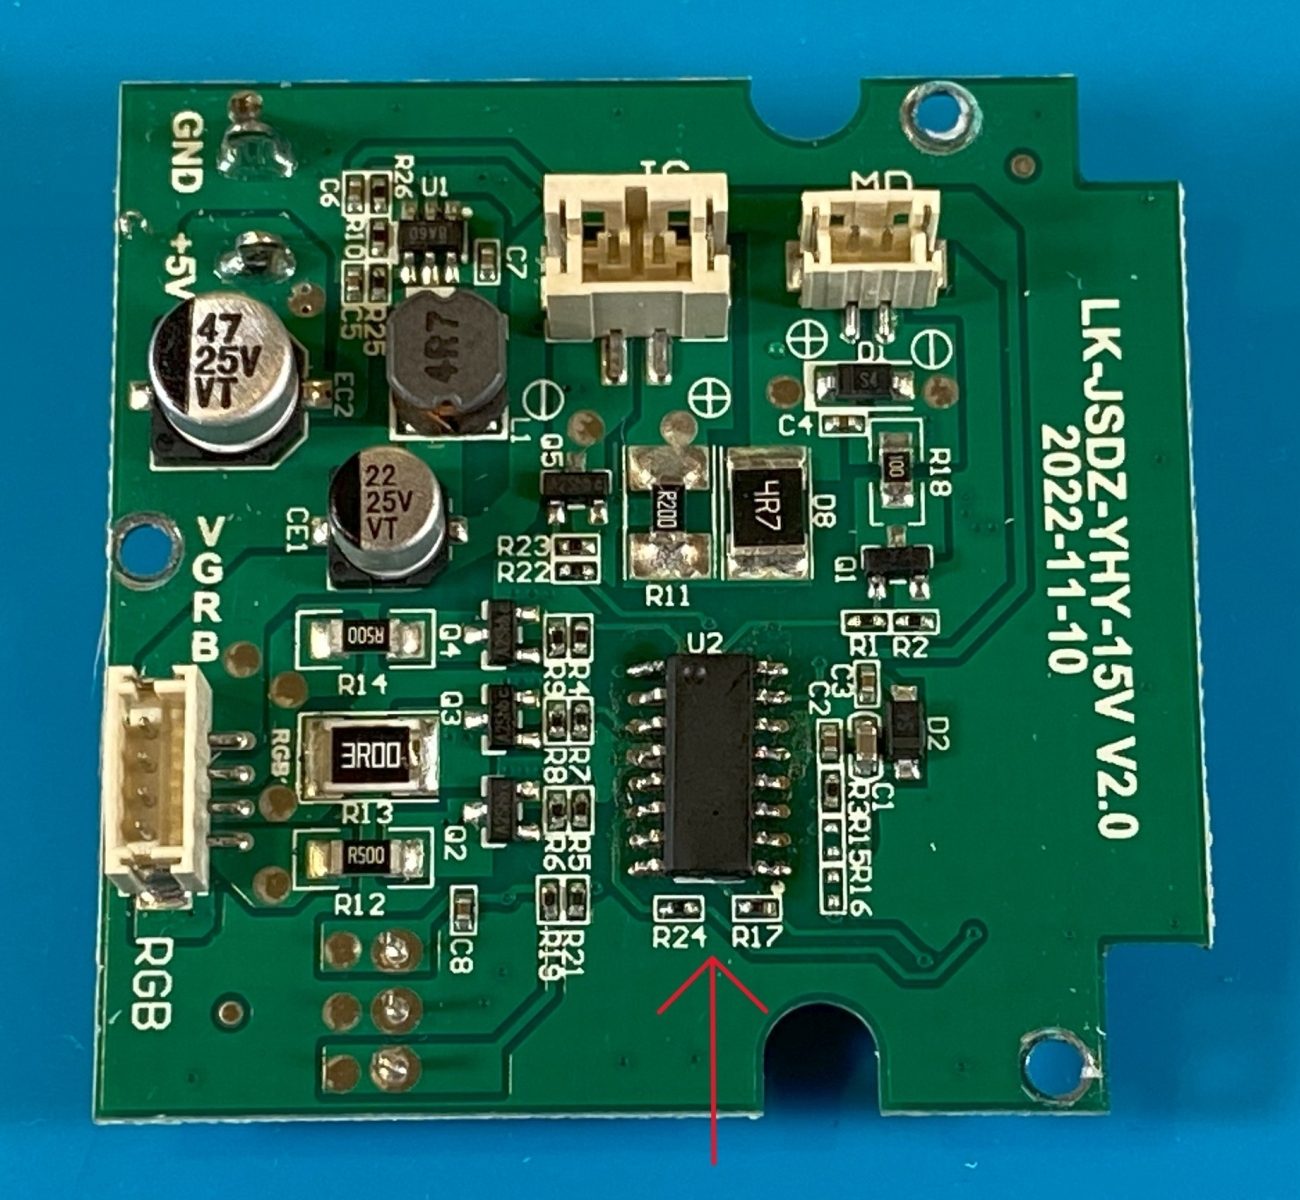 GND
+5V
C6
R26
U1
8A60
R10
C5
R25
C7
47
25V
VT
EC2
4R7
L1
D1
S4
C4
100
R18
Q5
R200
R11
4R7
D8
22
25V
VT
CE1
R23
R22
Q1
R1
R2
V
G
R
B
R500
R14
Q4
R9
R4
U2
C3
C2
D2
C1
Q3
3R00
R13
R8
R7
RGB
R3
R15
R16
Q2
R500
R12
R6
R5
C8
R19
R21
R24
R17
RGB
LK-JSDZ-YHY-15V V2.0
2022-11-10